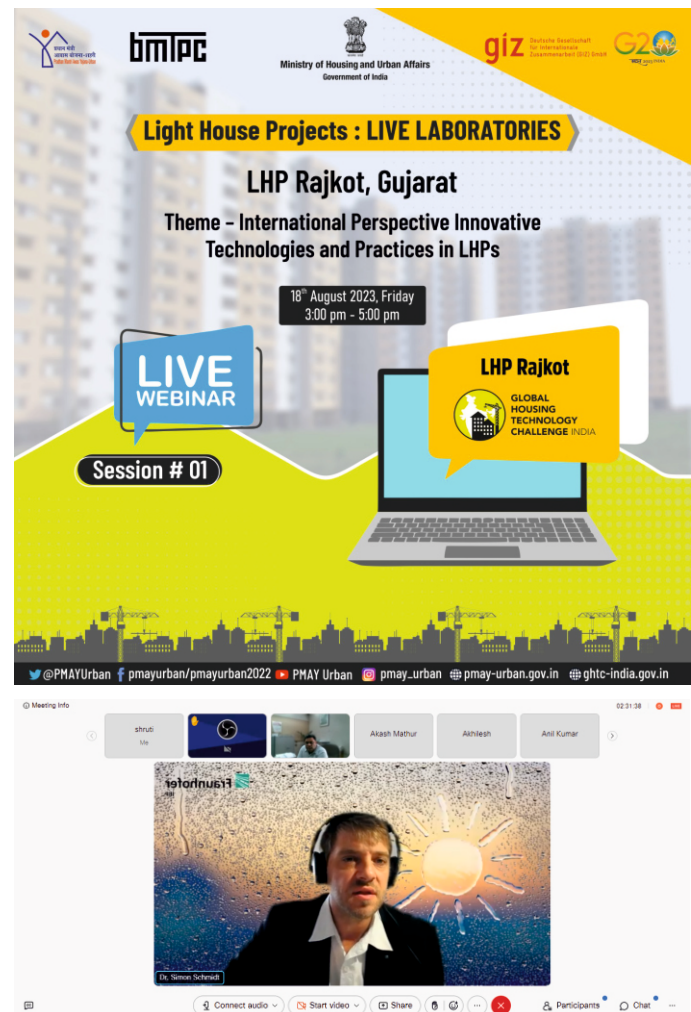 bmTPC
Ministry of Housing and Urban Affairs
Government of India
giz Deutsche Gesellschaft
für Internationale
Zusammenarbeit (GIZ) GmbH
G20
Light House Projects : LIVE LABORATORIES
LHP Rajkot, Gujarat
Theme – International Perspective Innovative
Technologies and Practices in LHPs
18th August 2023, Friday
3:00 pm - 5:00 pm
LIVE
WEBINAR
LHP Rajkot
GLOBAL
HOUSING
TECHNOLOGY
CHALLENGE INDIA
Session # 01
@PMAYUrban pmayurban/pmayurban2022 PMAY Urban pmay_urban pmay-urban.gov.in ghtc-india.gov.in
Meeting Info
02:31:38
shruti
Me
Akash Mathur
Akhilesh
Anil Kumar
Fraunhofer
Dr. Simon Schmidt
Connect audio
Start video
Share
Participants
Chat